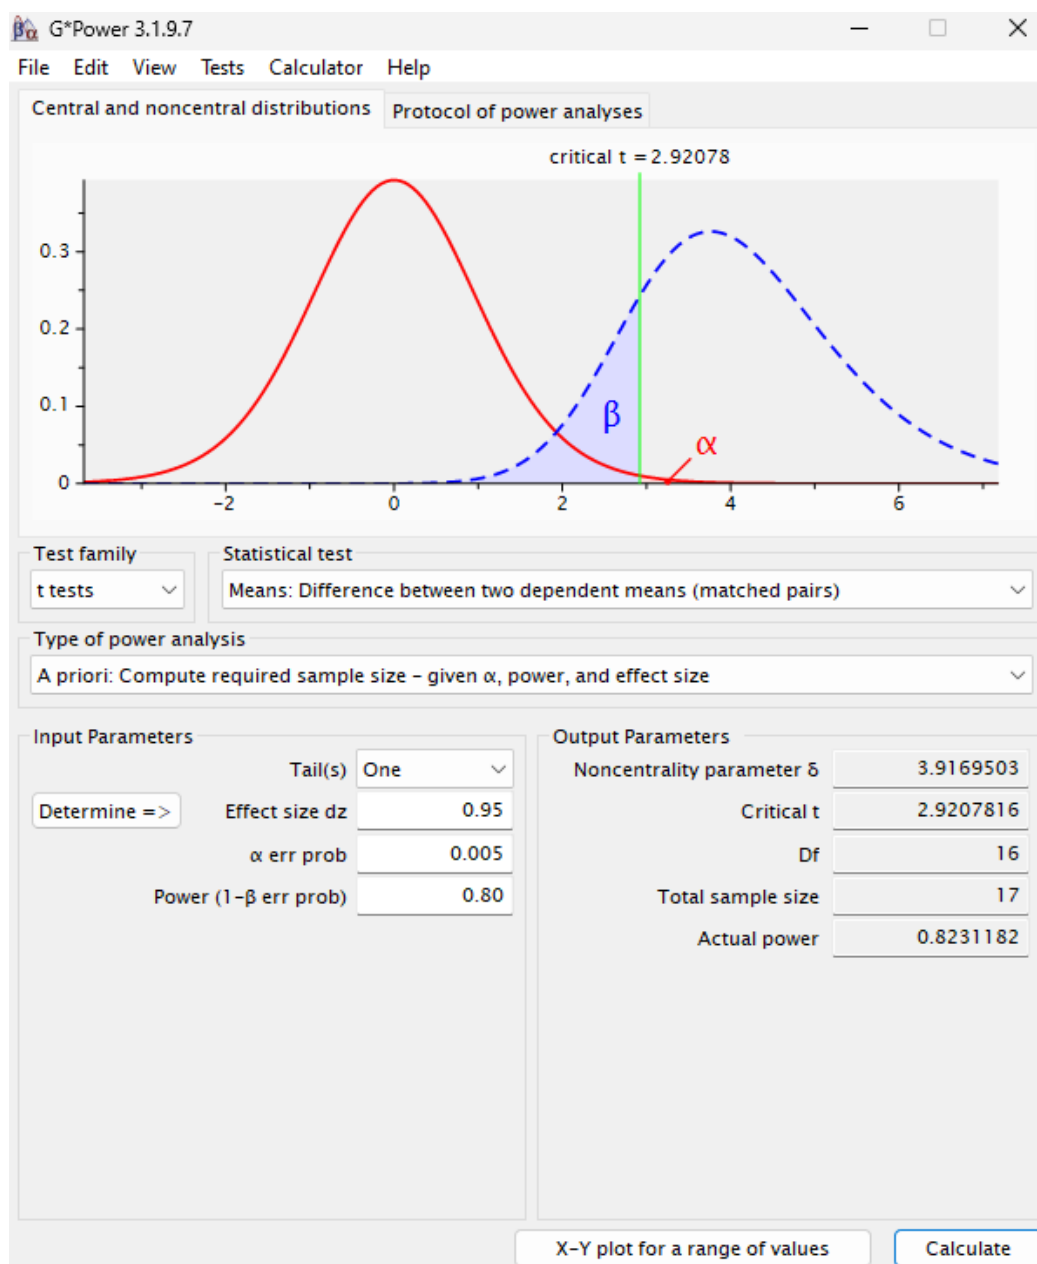 βα G*Power 3.1.9.7
File Edit View Tests Calculator Help
Central and noncentral distributions Protocol of power analyses
critical t = 2.92078
0.3
0.2
0.1
0
β
α
-2 0 2 4 6
Test family Statistical test
t tests Means: Difference between two dependent means (matched pairs)
Type of power analysis
A priori: Compute required sample size – given α, power, and effect size
Input Parameters Output Parameters
Tail(s) One Noncentrality parameter δ 3.9169503
Determine => Effect size dz 0.95 Critical t 2.9207816
α err prob 0.005 Df 16
Power (1-β err prob) 0.80 Total sample size 17
Actual power 0.8231182
X-Y plot for a range of values Calculate